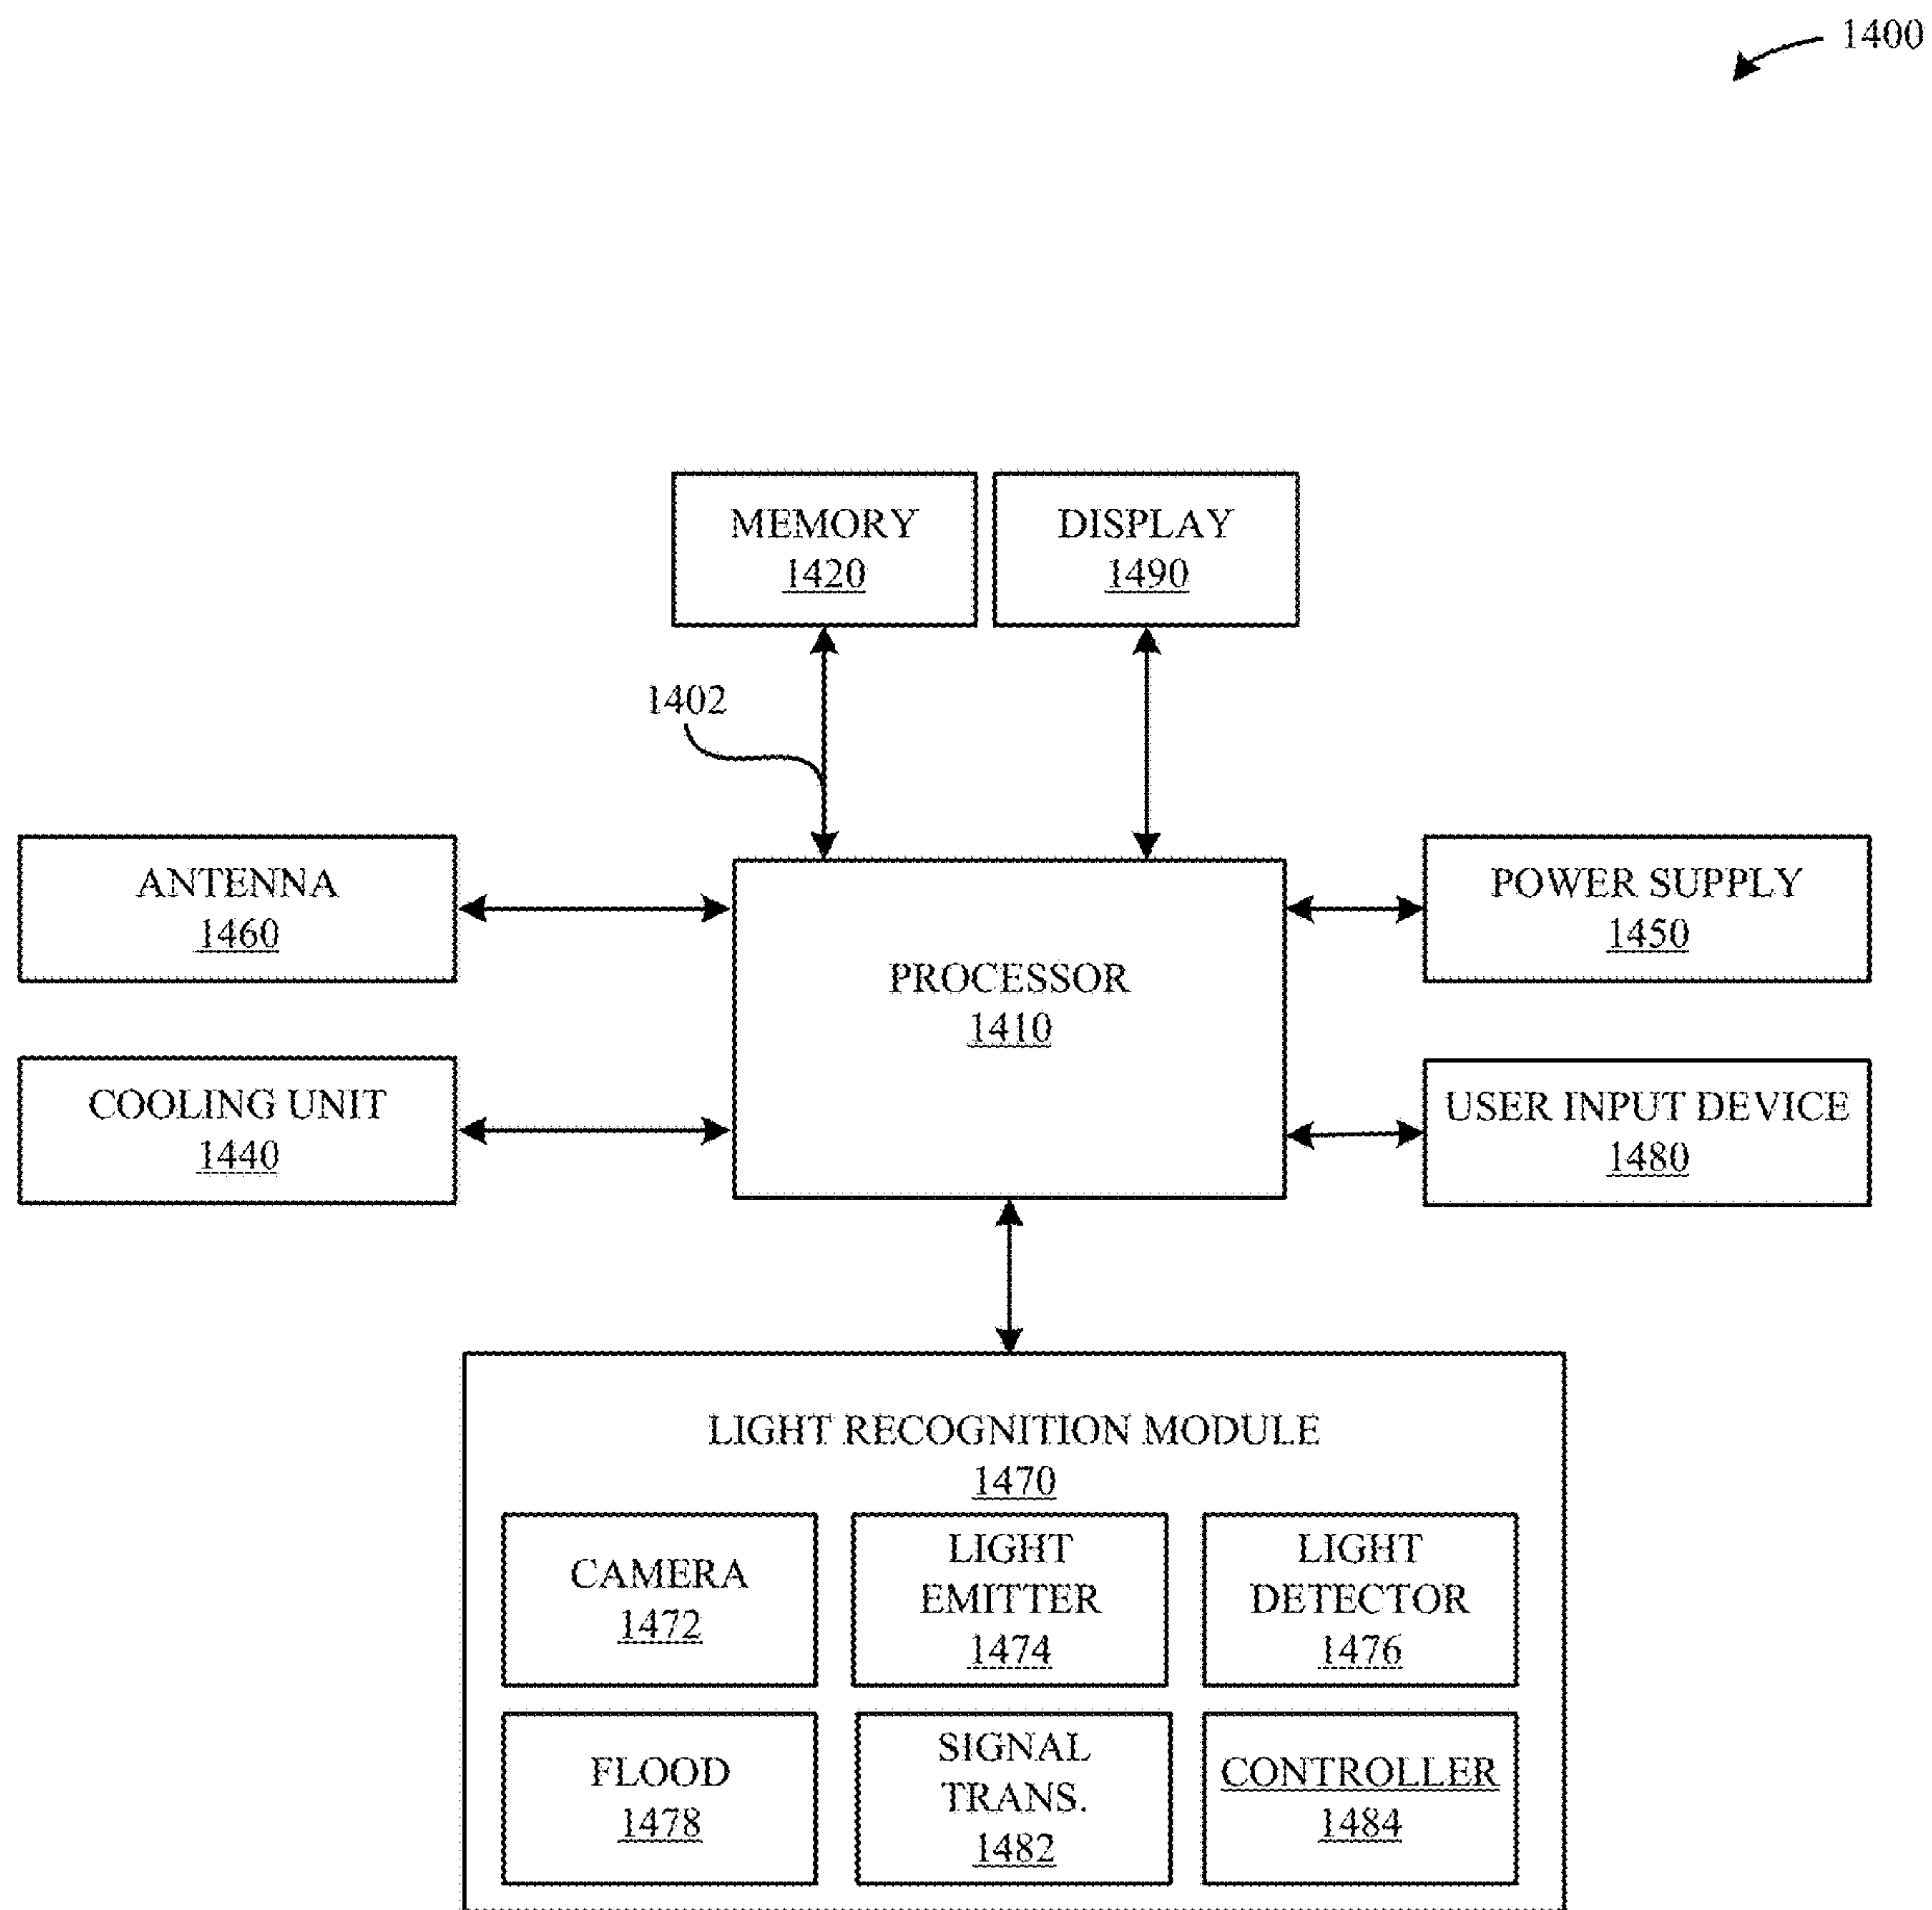 1400
MEMORY
1420
DISPLAY
1490
1402
ANTENNA
1460
POWER SUPPLY
1450
PROCESSOR
1410
COOLING UNIT
1440
USER INPUT DEVICE
1480
LIGHT RECOGNITION MODULE
1470
CAMERA
1472
LIGHT
EMITTER
1474
LIGHT
DETECTOR
1476
FLOOD
1478
SIGNAL
TRANS.
1482
CONTROLLER
1484